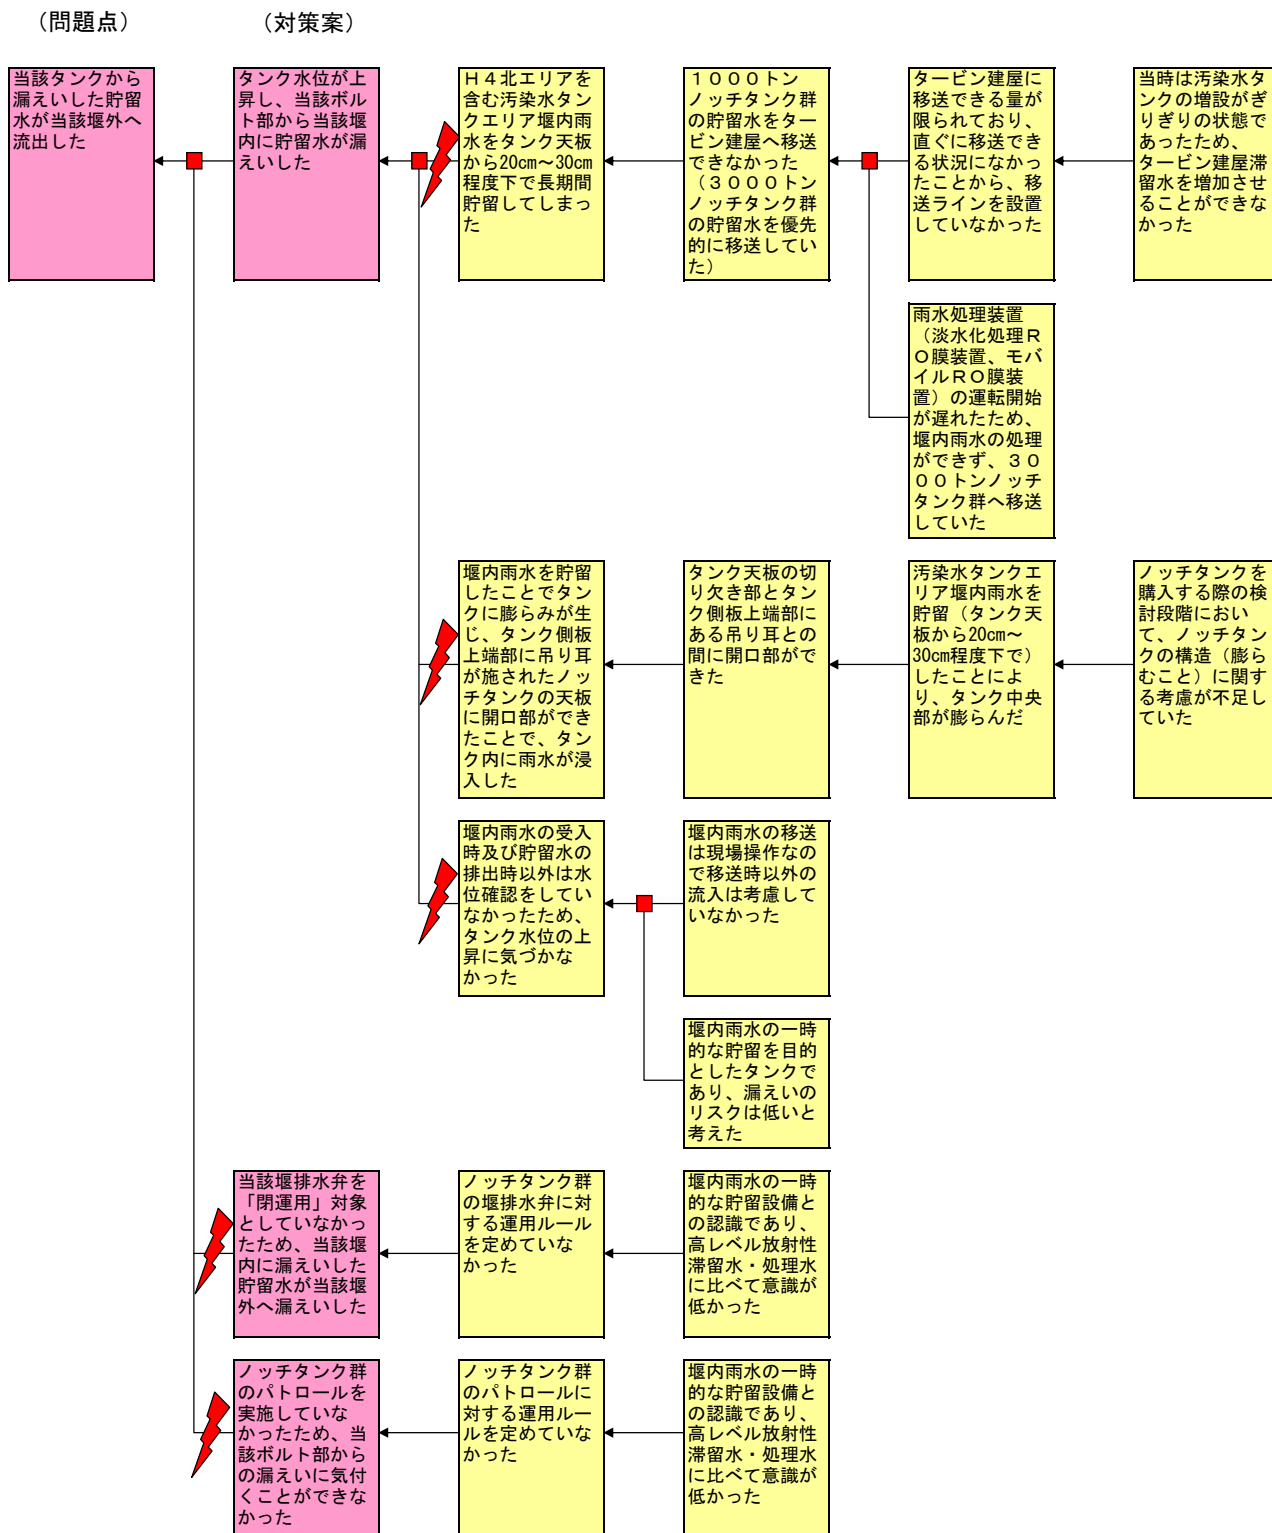 （問題点）
（対策案）
当該タンクから
漏えいした貯留
水が当該堰外へ
流出した
タンク水位が上
昇し、当該ボル
ト部から当該堰
内に貯留水が漏
えいした
Ｈ４北エリアを
含む汚染水タン
クエリア堰内雨
水をタンク天板
から20cm～30cm
程度下で長期間
貯留してしまっ
た
１０００トン
ノッチタンク群
の貯留水をター
ビン建屋へ移送
できなかった
（３０００トン
ノッチタンク群
の貯留水を優先
的に移送してい
た）
タービン建屋に
移送できる量が
限られており、
直ぐに移送でき
る状況になかっ
たことから、移
送ラインを設置
していなかった
当時は汚染水タ
ンクの増設がぎ
りぎりの状態で
あったため、
タービン建屋滞
留水を増加させ
ることができな
かった
雨水処理装置
（淡水化処理Ｒ
Ｏ膜装置、モバ
イルＲＯ膜装
置）の運転開始
が遅れたため、
堰内雨水の処理
ができず、３０
００トンノッチ
タンク群へ移送
していた
堰内雨水を貯留
したことでタン
クに膨らみが生
じ、タンク側板
上端部に吊り耳
が施されたノッ
チタンクの天板
に開口部ができ
たことで、タン
ク内に雨水が浸
入した
タンク天板の切
り欠き部とタン
ク側板上端部に
ある吊り耳との
間に開口部がで
きた
汚染水タンクエ
リア堰内雨水を
貯留（タンク天
板から20cm～
30cm程度下で）
したことによ
り、タンク中央
部が膨らんだ
ノッチタンクを
購入する際の検
討段階におい
て、ノッチタン
クの構造（膨ら
むこと）に関す
る考慮が不足し
ていた
堰内雨水の受入
時及び貯留水の
排出時以外は水
位確認をしてい
なかったため、
タンク水位の上
昇に気づかな
かった
堰内雨水の移送
は現場操作なの
で移送時以外の
流入は考慮して
いなかった
堰内雨水の一時
的な貯留を目的
としたタンクで
あり、漏えいの
リスクは低いと
考えた
当該堰排水弁を
「閉運用」対象
としていなかっ
たため、当該堰
内に漏えいした
貯留水が当該堰
外へ漏えいした
ノッチタンク群
の堰排水弁に対
する運用ルール
を定めていな
かった
堰内雨水の一時
的な貯留設備と
の認識であり、
高レベル放射性
滞留水・処理水
に比べて意識が
低かった
ノッチタンク群
のパトロールを
実施していな
かったため、当
該ボルト部から
の漏えいに気付
くことができな
かった
ノッチタンク群
のパトロールに
対する運用ルー
ルを定めていな
かった
堰内雨水の一時
的な貯留設備と
の認識であり、
高レベル放射性
滞留水・処理水
に比べて意識が
低かった